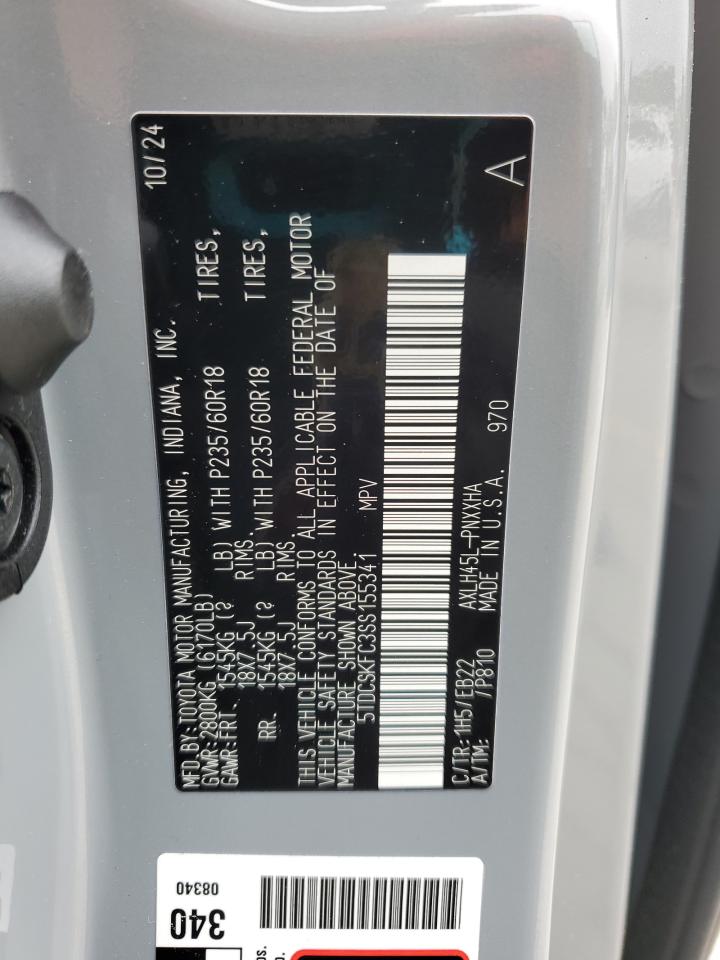 MFD.BY:TOYOTA MOTOR MANUFACTURING, INDIANA, INC. 10/24
GVWR:2800KG (6170LB)
GAWR:FRT. 1545KG (? LB) WITH P235/60R18 TIRES,
18X7.5J RIMS.
RR. 1545KG (? LB) WITH P235/60R18 TIRES,
18X7.5J RIMS.
THIS VEHICLE CONFORMS TO ALL APPLICABLE FEDERAL MOTOR
VEHICLE SAFETY STANDARDS IN EFFECT ON THE DATE OF
MANUFACTURE SHOWN ABOVE.
5TDCSKFC3SS155341 MPV
C/TR:1H5/EB22 AXLH45L-PNXXHA
A/TM: /P810 MADE IN U.S.A. 970 A
340
08340